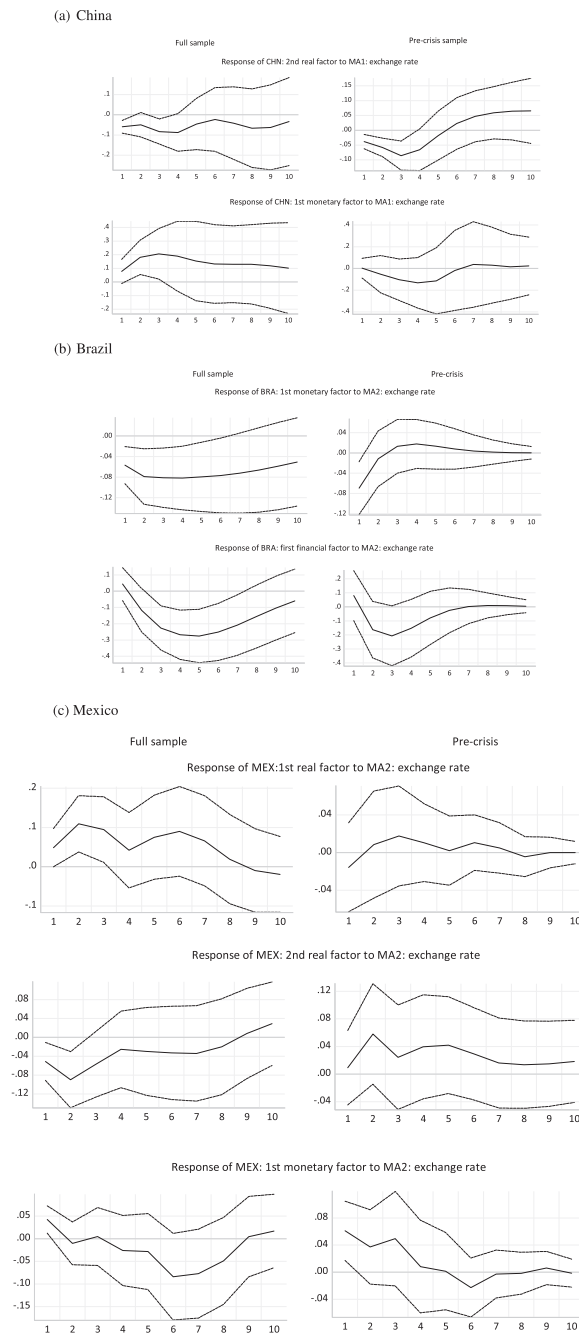 (a) China
Full sample
Pre-crisis sample
Response of CHN: 2nd real factor to MA1: exchange rate
.1
0.0
-.1
-.2
1 2 3 4 5 6 7 8 9 10
.15
.10
.05
.00
-.05
-.10
1 2 3 4 5 6 7 8 9 10
Response of CHN: 1st monetary factor to MA1: exchange rate
.4
.3
.2
.1
0.0
-.1
-.2
1 2 3 4 5 6 7 8 9 10
.4
.2
.0
-.2
-.4
1 2 3 4 5 6 7 8 9 10
(b) Brazil
Full sample
Pre-crisis
Response of BRA: 1st monetary factor to MA2: exchange rate
.00
-.04
-.08
-.12
1 2 3 4 5 6 7 8 9 10
.04
.00
-.04
-.08
-.12
1 2 3 4 5 6 7 8 9 10
Response of BRA: first financial factor to MA2: exchange rate
.1
.0
-.1
-.2
-.3
-.4
1 2 3 4 5 6 7 8 9 10
.2
.1
.0
-.1
-.2
-.3
-.4
1 2 3 4 5 6 7 8 9 10
(c) Mexico
Full sample
Pre-crisis
Response of MEX:1st real factor to MA2: exchange rate
.2
.1
.0
-.1
1 2 3 4 5 6 7 8 9 10
.04
.00
-.04
1 2 3 4 5 6 7 8 9 10
Response of MEX: 2nd real factor to MA2: exchange rate
.08
.04
.00
-.04
-.08
-.12
1 2 3 4 5 6 7 8 9 10
.12
.08
.04
.00
-.04
1 2 3 4 5 6 7 8 9 10
Response of MEX: 1st monetary factor to MA2: exchange rate
.05
.00
-.05
-.10
-.15
1 2 3 4 5 6 7 8 9 10
.08
.04
.00
-.04
1 2 3 4 5 6 7 8 9 10